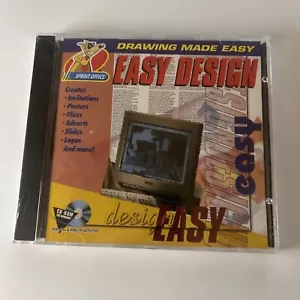 DRAWING MADE EASY
SPRINT OFFICE
EASY DESIGN
Create:
- Invitations
- Posters
- Fliers
- Adverts
- Slides
- Logos
And more!!
easy
design
EASY
CD-ROM